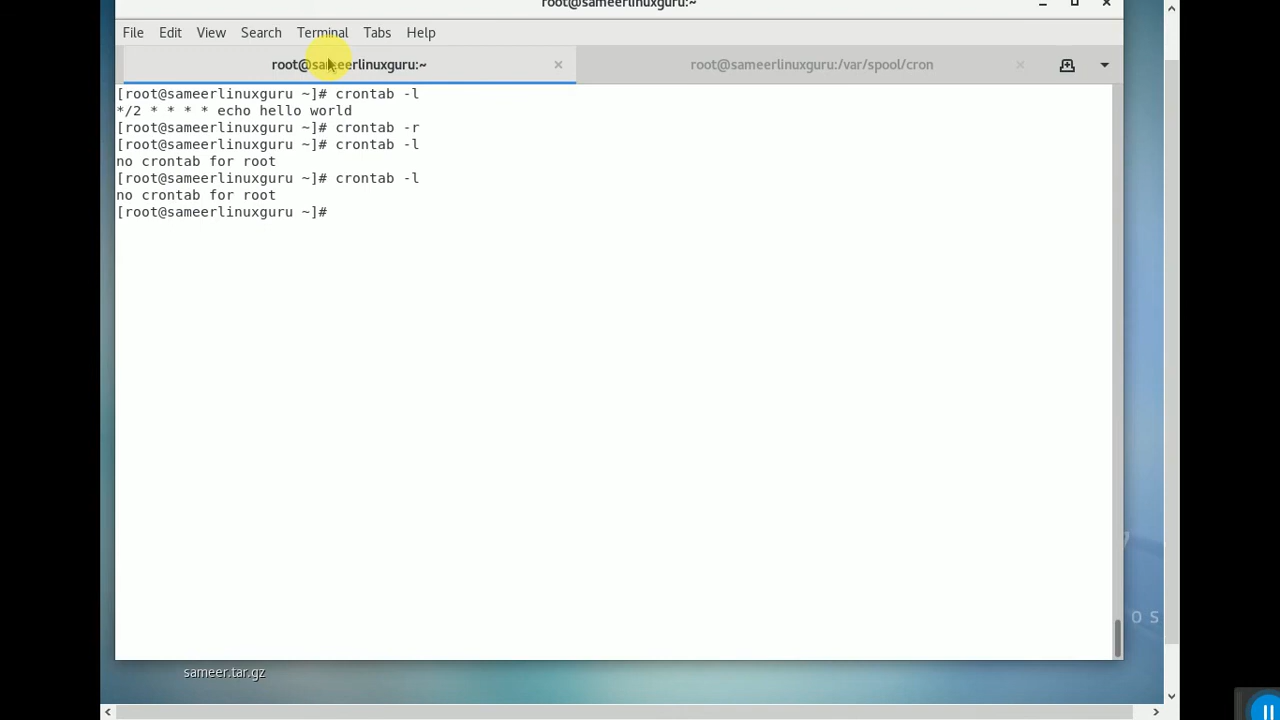 root@sameerlinuxguru:~
File Edit View Search Terminal Tabs Help
root@sameerlinuxguru:~ root@sameerlinuxguru:/var/spool/cron
[root@sameerlinuxguru ~]# crontab -l
*/2 * * * * echo hello world
[root@sameerlinuxguru ~]# crontab -r
[root@sameerlinuxguru ~]# crontab -l
no crontab for root
[root@sameerlinuxguru ~]# crontab -l
no crontab for root
[root@sameerlinuxguru ~]#
7
OS
sameer.tar.gz